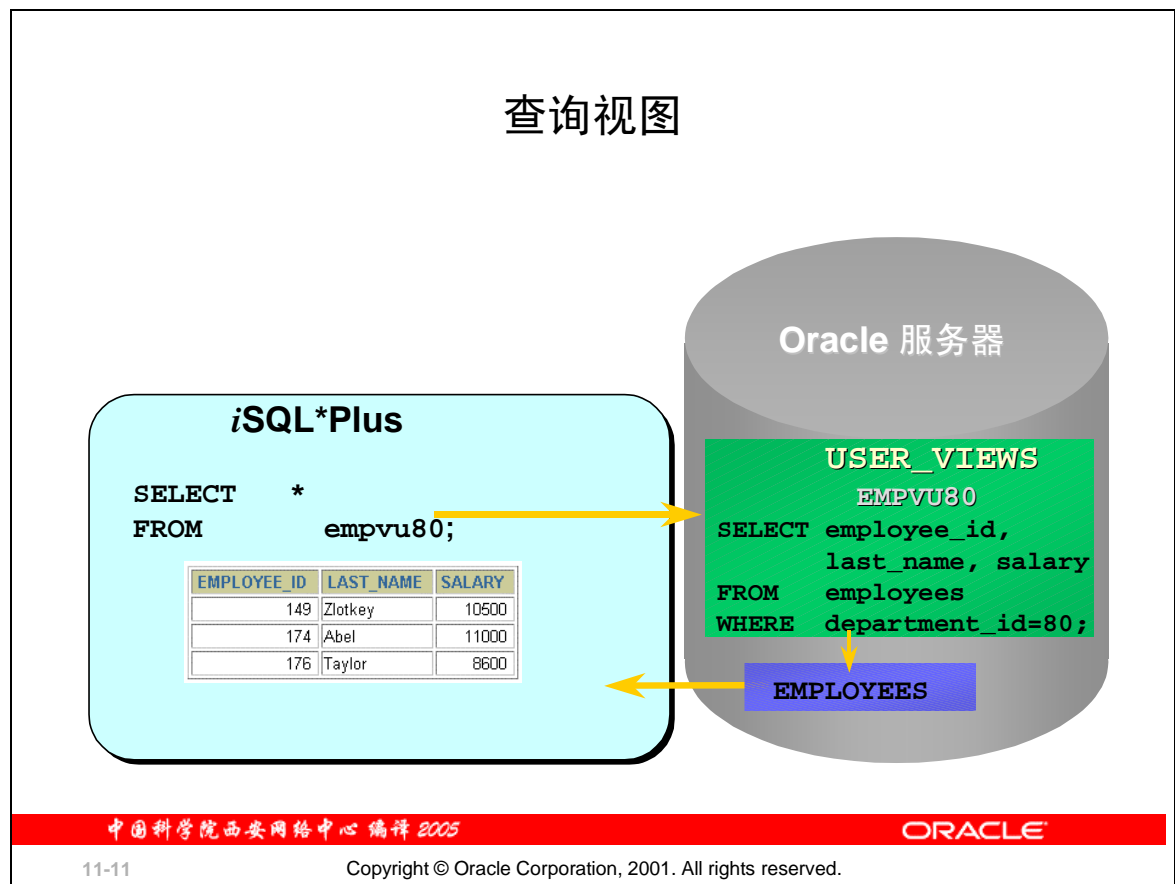 查询视图
Oracle 服务器
iSQL*Plus
SELECT *
FROM empvu80;
EMPLOYEE_ID LAST_NAME SALARY
149 Zlotkey 10500
174 Abel 11000
176 Taylor 8600
USER_VIEWS
EMPVU80
SELECT employee_id,
last_name, salary
FROM employees
WHERE department_id=80;
EMPLOYEES
中国科学院西安网络中心 编译 2005
ORACLE
11-11
Copyright © Oracle Corporation, 2001. All rights reserved.